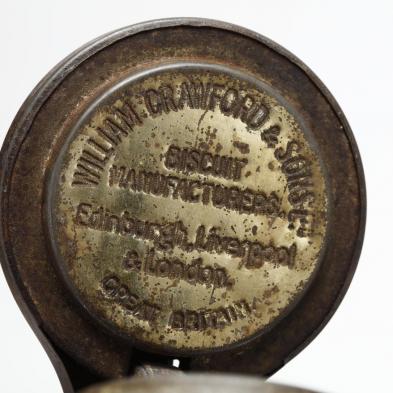 WILLIAM CRAWFORD & SONS LTD
BISCUIT
MANUFACTURERS.
Edinburgh, Liverpool
& London.
GREAT BRITAIN